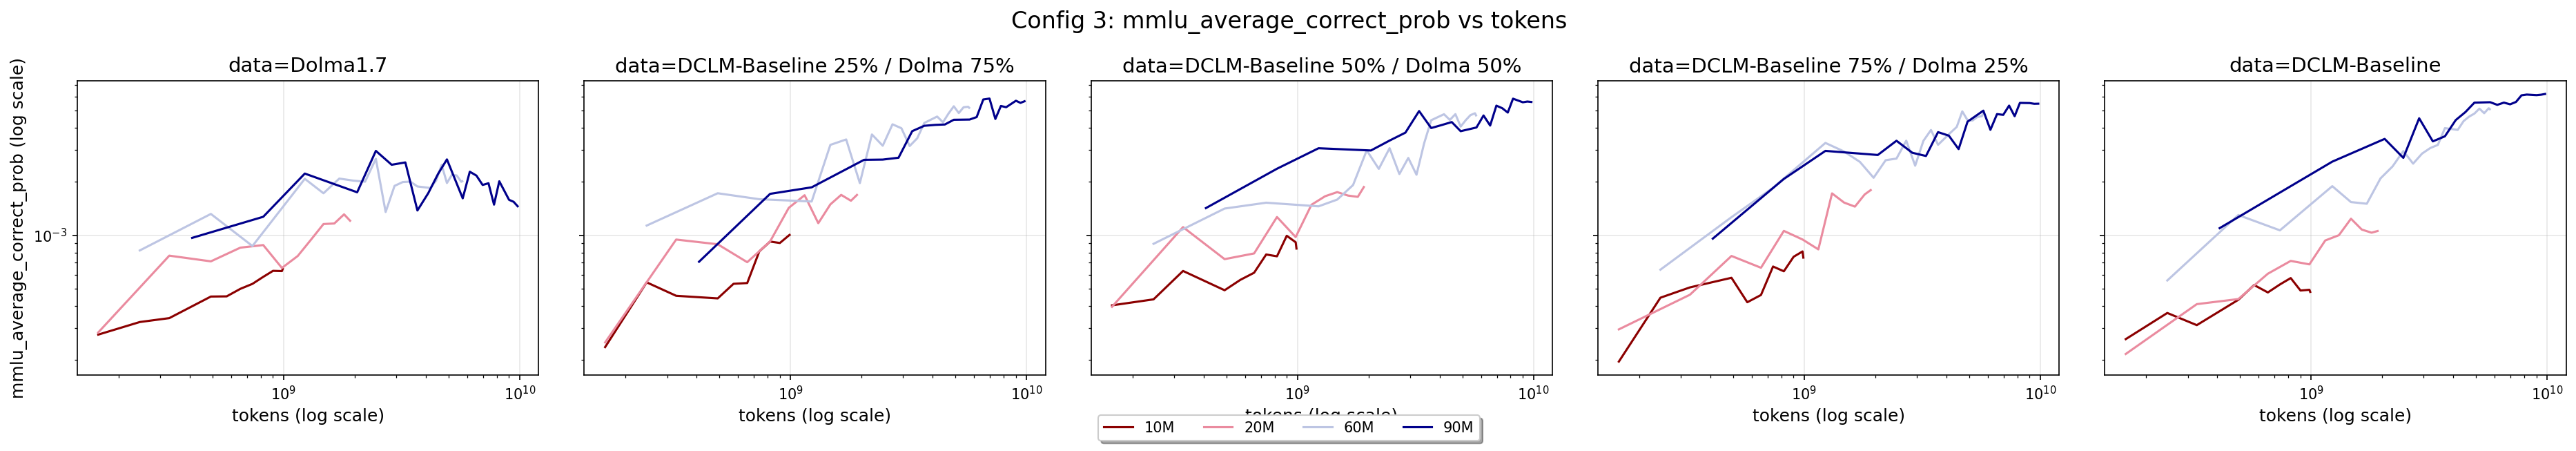 Config 3: mmlu_average_correct_prob vs tokens
data=Dolma1.7
data=DCLM-Baseline 25% / Dolma 75%
data=DCLM-Baseline 50% / Dolma 50%
data=DCLM-Baseline 75% / Dolma 25%
data=DCLM-Baseline
mmlu_average_correct_prob (log scale)
10^-3
10^9 10^10
10^9 10^10
10^9 10^10
10^9 10^10
10^9 10^10
tokens (log scale)
tokens (log scale)
tokens (log scale)
tokens (log scale)
tokens (log scale)
10M 20M 60M 90M